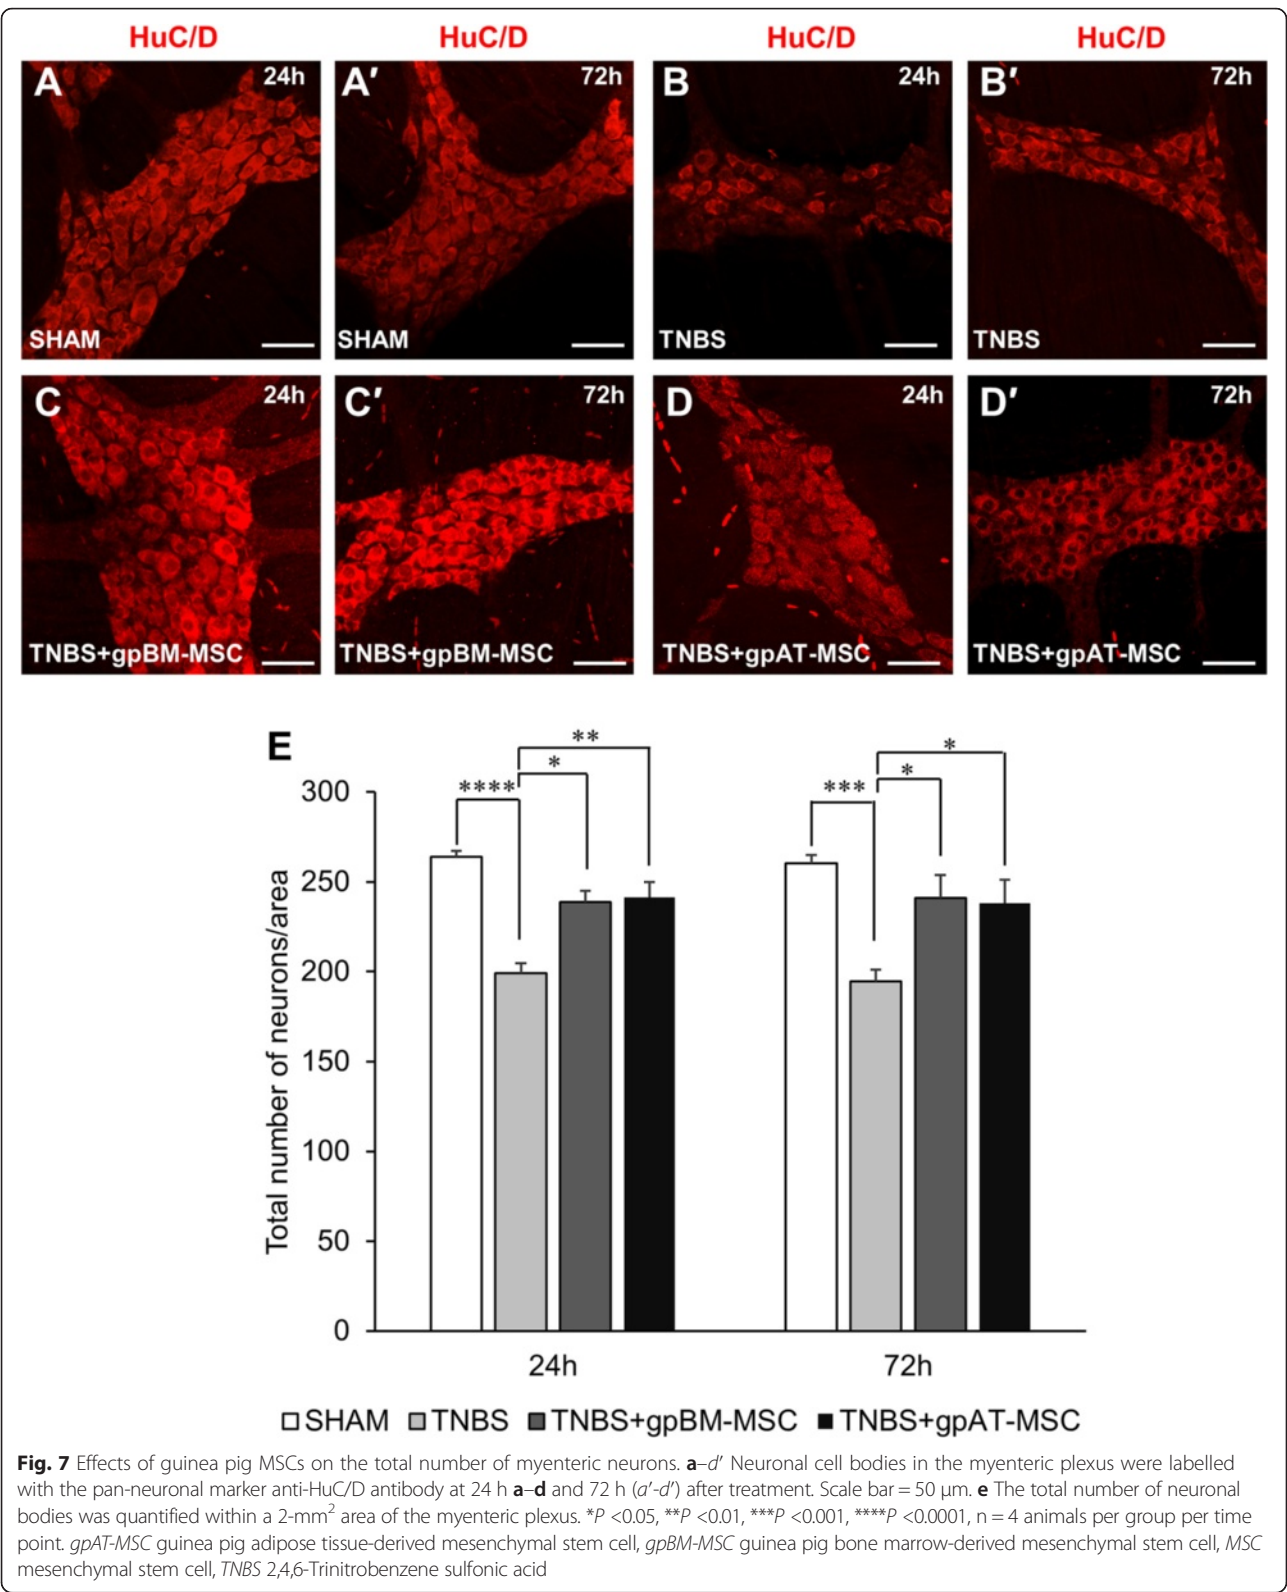 HuC/D HuC/D HuC/D HuC/D
A 24h A′ 72h B 24h B′ 72h
SHAM SHAM TNBS TNBS
C 24h C′ 72h D 24h D′ 72h
TNBS+gpBM-MSC TNBS+gpBM-MSC TNBS+gpAT-MSC TNBS+gpAT-MSC
E
**
* *
**** *** *
300
250
200
150
100
50
0
Total number of neurons/area
24h 72h
SHAM TNBS TNBS+gpBM-MSC TNBS+gpAT-MSC
Fig. 7 Effects of guinea pig MSCs on the total number of myenteric neurons. a–d′ Neuronal cell bodies in the myenteric plexus were labelled
with the pan-neuronal marker anti-HuC/D antibody at 24 h a–d and 72 h (a′-d′) after treatment. Scale bar = 50 μm. e The total number of neuronal
bodies was quantified within a 2-mm² area of the myenteric plexus. *P <0.05, **P <0.01, ***P <0.001, ****P <0.0001, n = 4 animals per group per time
point. gpAT-MSC guinea pig adipose tissue-derived mesenchymal stem cell, gpBM-MSC guinea pig bone marrow-derived mesenchymal stem cell, MSC
mesenchymal stem cell, TNBS 2,4,6-Trinitrobenzene sulfonic acid